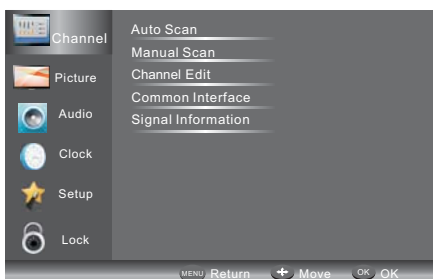 Channel
Picture
Audio
Clock
Setup
Lock
Auto Scan
Manual Scan
Channel Edit
Common Interface
Signal Information
MENU Return Move OK OK